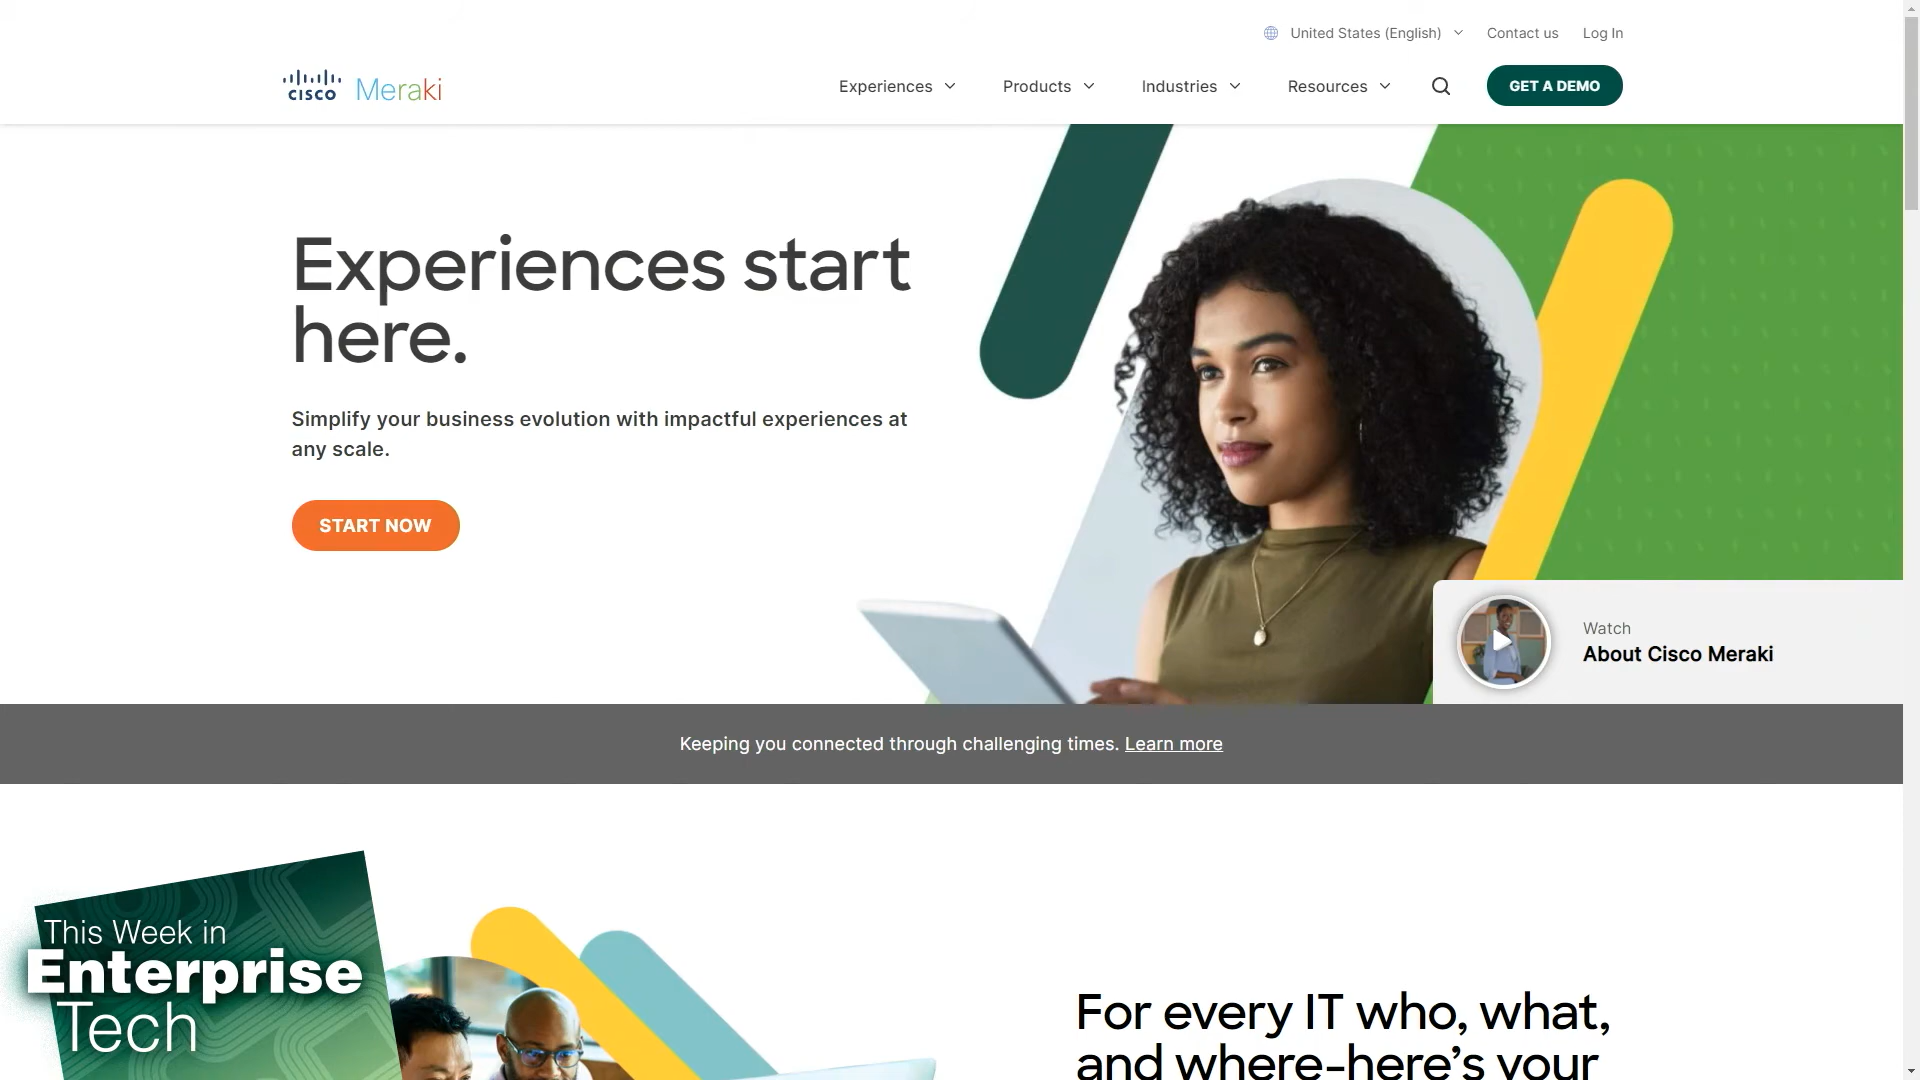 United States (English)
Contact us
Log In
CISCO Meraki
Experiences
Products
Industries
Resources
GET A DEMO
Experiences start
here.
Simplify your business evolution with impactful experiences at
any scale.
START NOW
Watch
About Cisco Meraki
Keeping you connected through challenging times. Learn more
This Week in
Enterprise
Tech
For every IT who, what,
and where-here's your